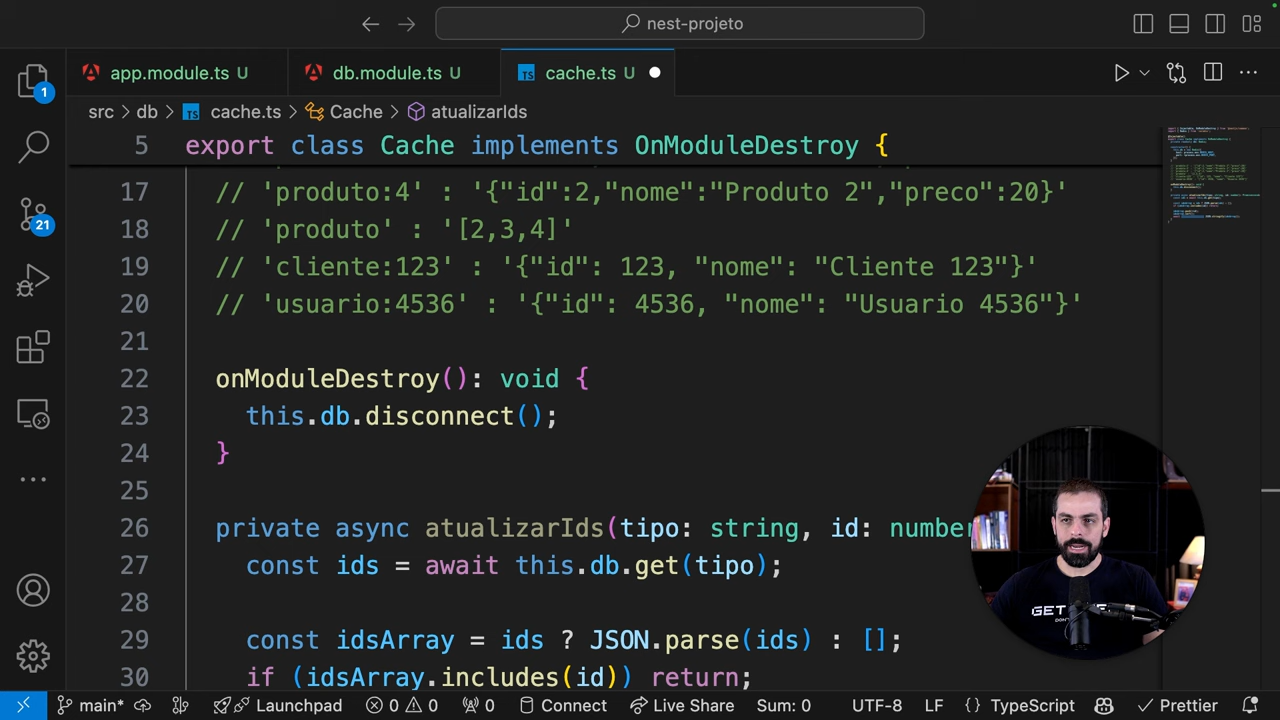 nest-projeto
app.module.ts U
db.module.ts U
TS cache.ts U
1
src > db > TS cache.ts > Cache > atualizarIds
5 export class Cache implements OnModuleDestroy {
17 // 'produto:4' : '{"id":2,"nome":"Produto 2","preco":20}'
18 // 'produto' : '[2,3,4]'
19 // 'cliente:123' : '{"id": 123, "nome": "Cliente 123"}'
20 // 'usuario:4536' : '{"id": 4536, "nome": "Usuario 4536"}'
21
21
22 onModuleDestroy(): void {
23 this.db.disconnect();
24 }
25
26 private async atualizarIds(tipo: string, id: number
27 const ids = await this.db.get(tipo);
28
29 const idsArray = ids ? JSON.parse(ids) : [];
30 if (idsArray.includes(id)) return;
main* Launchpad 0 0 0 Connect Live Share Sum: 0 UTF-8 LF {} TypeScript Prettier